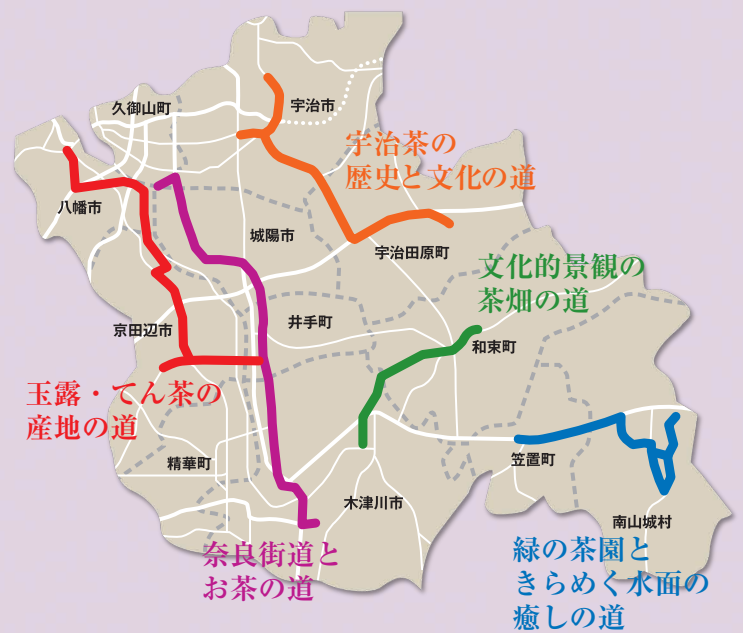 久御山町
宇治市
宇治茶の
歴史と文化の道
八幡市
城陽市
宇治田原町
文化的景観の
茶畑の道
京田辺市
井手町
和束町
玉露・てん茶の
産地の道
精華町
笠置町
木津川市
南山城村
奈良街道と
お茶の道
緑の茶園と
きらめく水面の
癒しの道